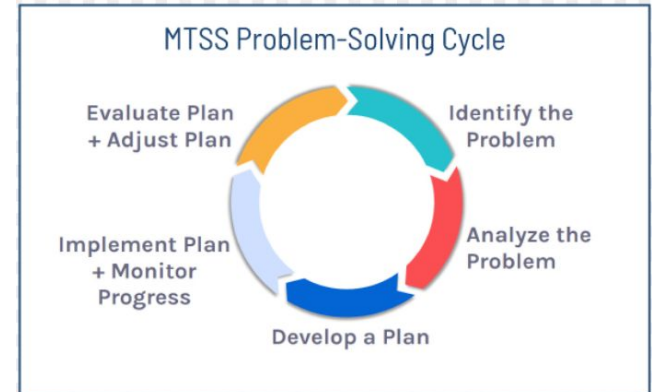 MTSS Problem-Solving Cycle
Identify the
Problem
Analyze the
Problem
Develop a Plan
Implement Plan
+ Monitor
Progress
Evaluate Plan
+ Adjust Plan